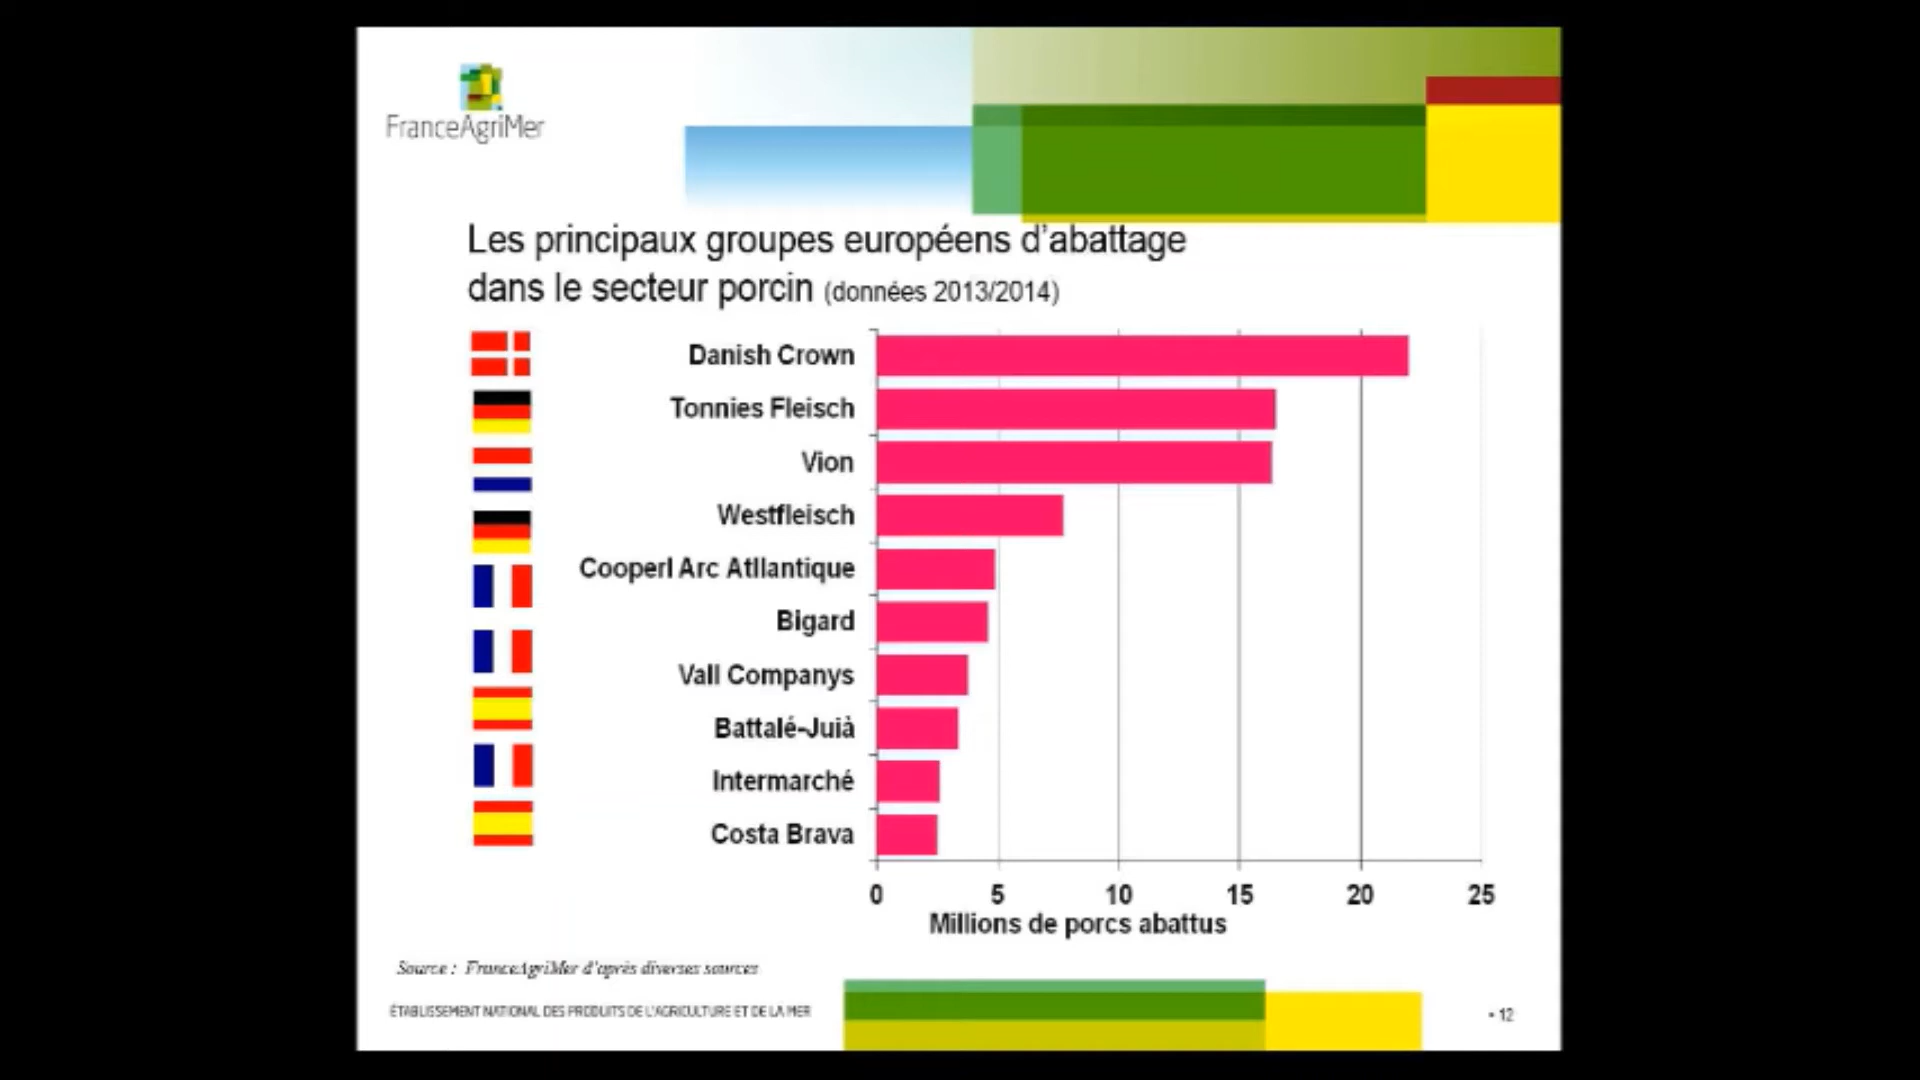 FranceAgriMer
Les principaux groupes européens d'abattage
dans le secteur porcin (données 2013/2014)
Danish Crown
Tonnies Fleisch
Vion
Westfleisch
Cooperl Arc Atllantique
Bigard
Vall Companys
Battalé-Juià
Intermarché
Costa Brava
0 5 10 15 20 25
Millions de porcs abattus
Source : FranceAgriMer d'après diverses sources
ÉTABLISSEMENT NATIONAL DES PRODUITS DE L'AGRICULTURE ET DE LA MER
• 12